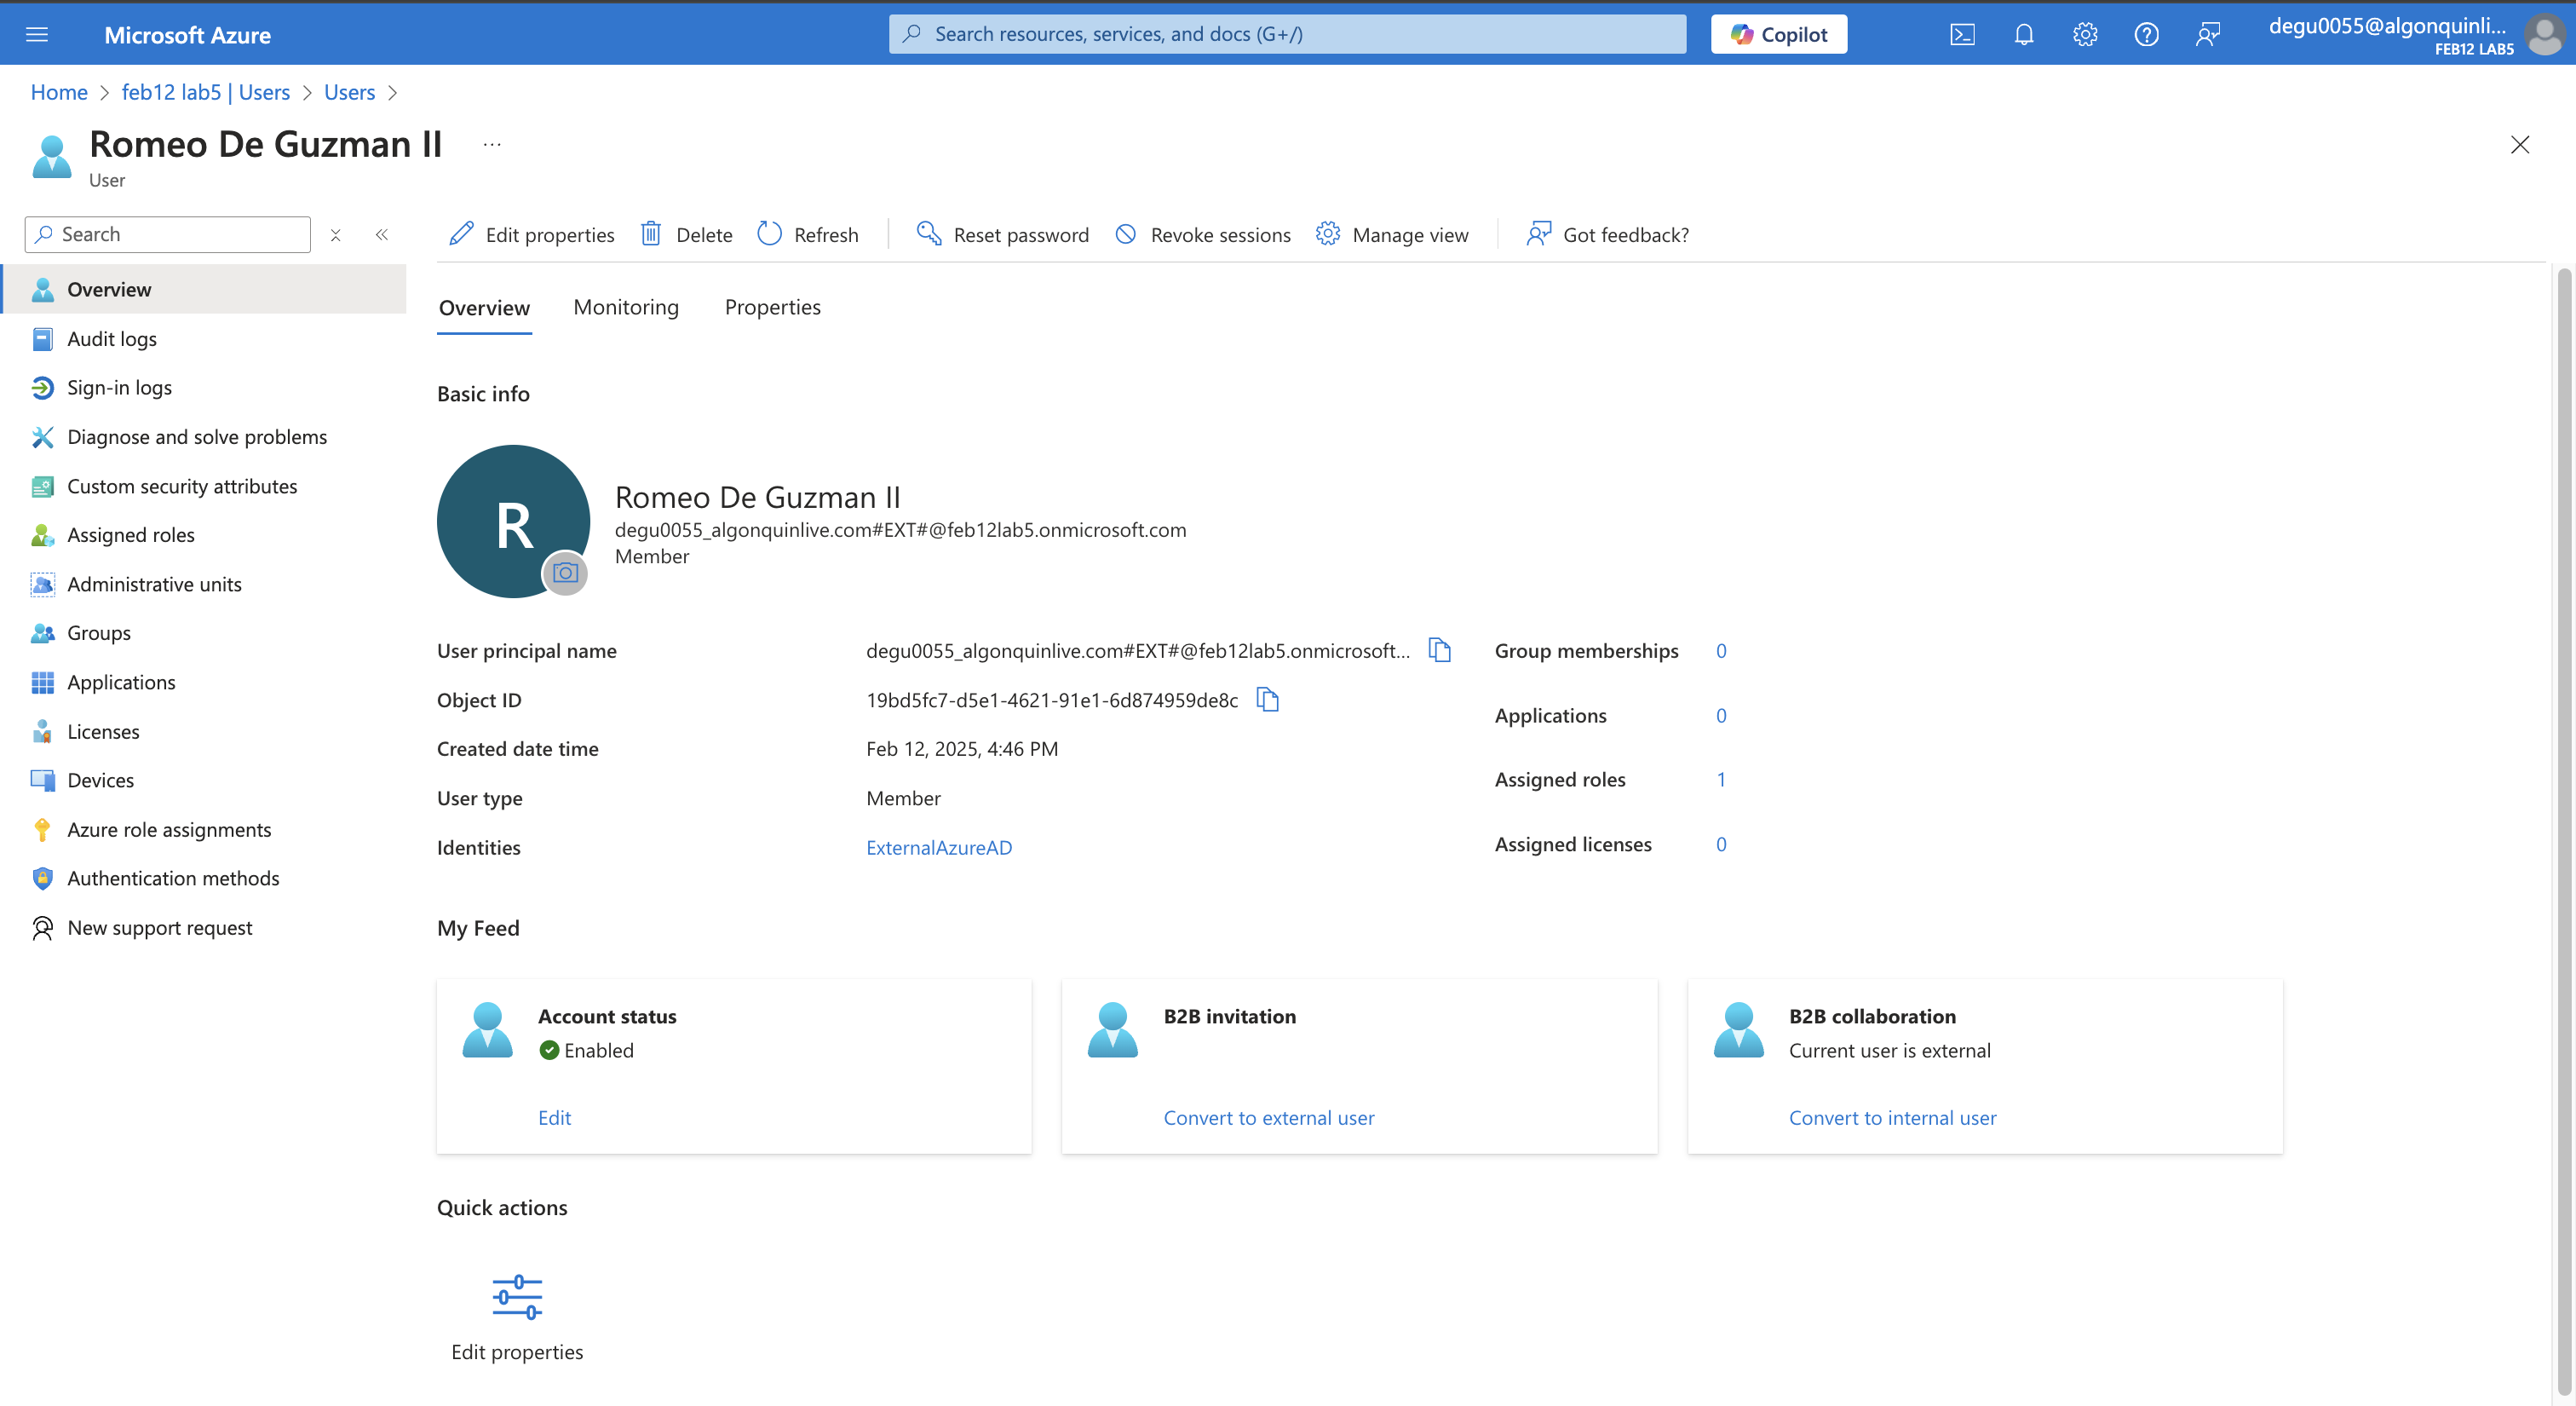 Microsoft Azure
Search resources, services, and docs (G+/)
Copilot
degu0055@algonquinli...
FEB12 LAB5
Home > feb12 lab5 | Users > Users >
Romeo De Guzman II ...
User
Search
Edit properties
Delete
Refresh
Reset password
Revoke sessions
Manage view
Got feedback?
Overview
Audit logs
Sign-in logs
Diagnose and solve problems
Custom security attributes
Assigned roles
Administrative units
Groups
Applications
Licenses
Devices
Azure role assignments
Authentication methods
New support request
Overview
Monitoring
Properties
Basic info
R
Romeo De Guzman II
degu0055_algonquinlive.com#EXT#@feb12lab5.onmicrosoft.com
Member
User principal name
degu0055_algonquinlive.com#EXT#@feb12lab5.onmicrosoft...
Object ID
19bd5fc7-d5e1-4621-91e1-6d874959de8c
Created date time
Feb 12, 2025, 4:46 PM
User type
Member
Identities
ExternalAzureAD
Group memberships 0
Applications 0
Assigned roles 1
Assigned licenses 0
My Feed
Account status
Enabled
Edit
B2B invitation
Convert to external user
B2B collaboration
Current user is external
Convert to internal user
Quick actions
Edit properties